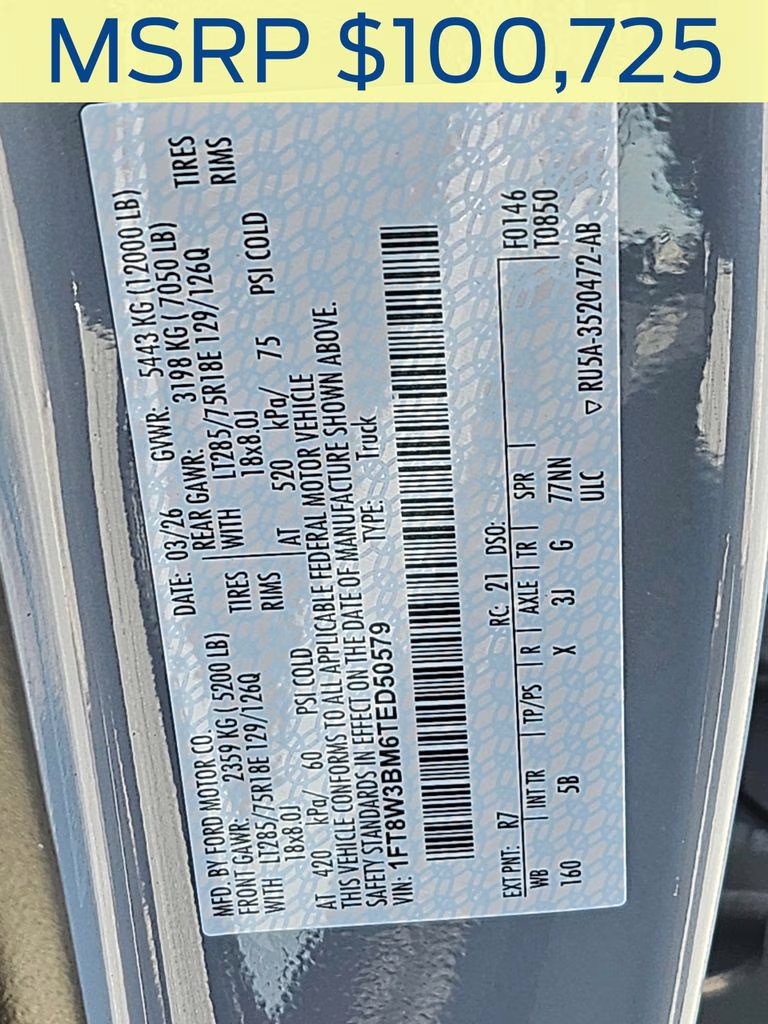 MSRP $100,725
MFD. BY FORD MOTOR CO.
DATE: 03/26 GVWR: 5443 KG (12000 LB)
FRONT GAWR: 2359 KG ( 5200 LB)
REAR GAWR: 3198 KG ( 7050 LB)
WITH LT285/75R18E 129/126Q TIRES
WITH LT285/75R18E 129/126Q TIRES
18x8.0J RIMS
18x8.0J RIMS
AT 420 kPa/ 60 PSI COLD
AT 520 kPa/ 75 PSI COLD
THIS VEHICLE CONFORMS TO ALL APPLICABLE FEDERAL MOTOR VEHICLE
SAFETY STANDARDS IN EFFECT ON THE DATE OF MANUFACTURE SHOWN ABOVE.
VIN: 1FT8W3BM6TED50579 TYPE: Truck
EXT PNT: R7 RC: 21 DSO:
F0146
WB INT TR TP/PS R AXLE TR SPR
T0850
160 5B X 3J G 77NN
ULC
▽ RU5A-3520472-AB